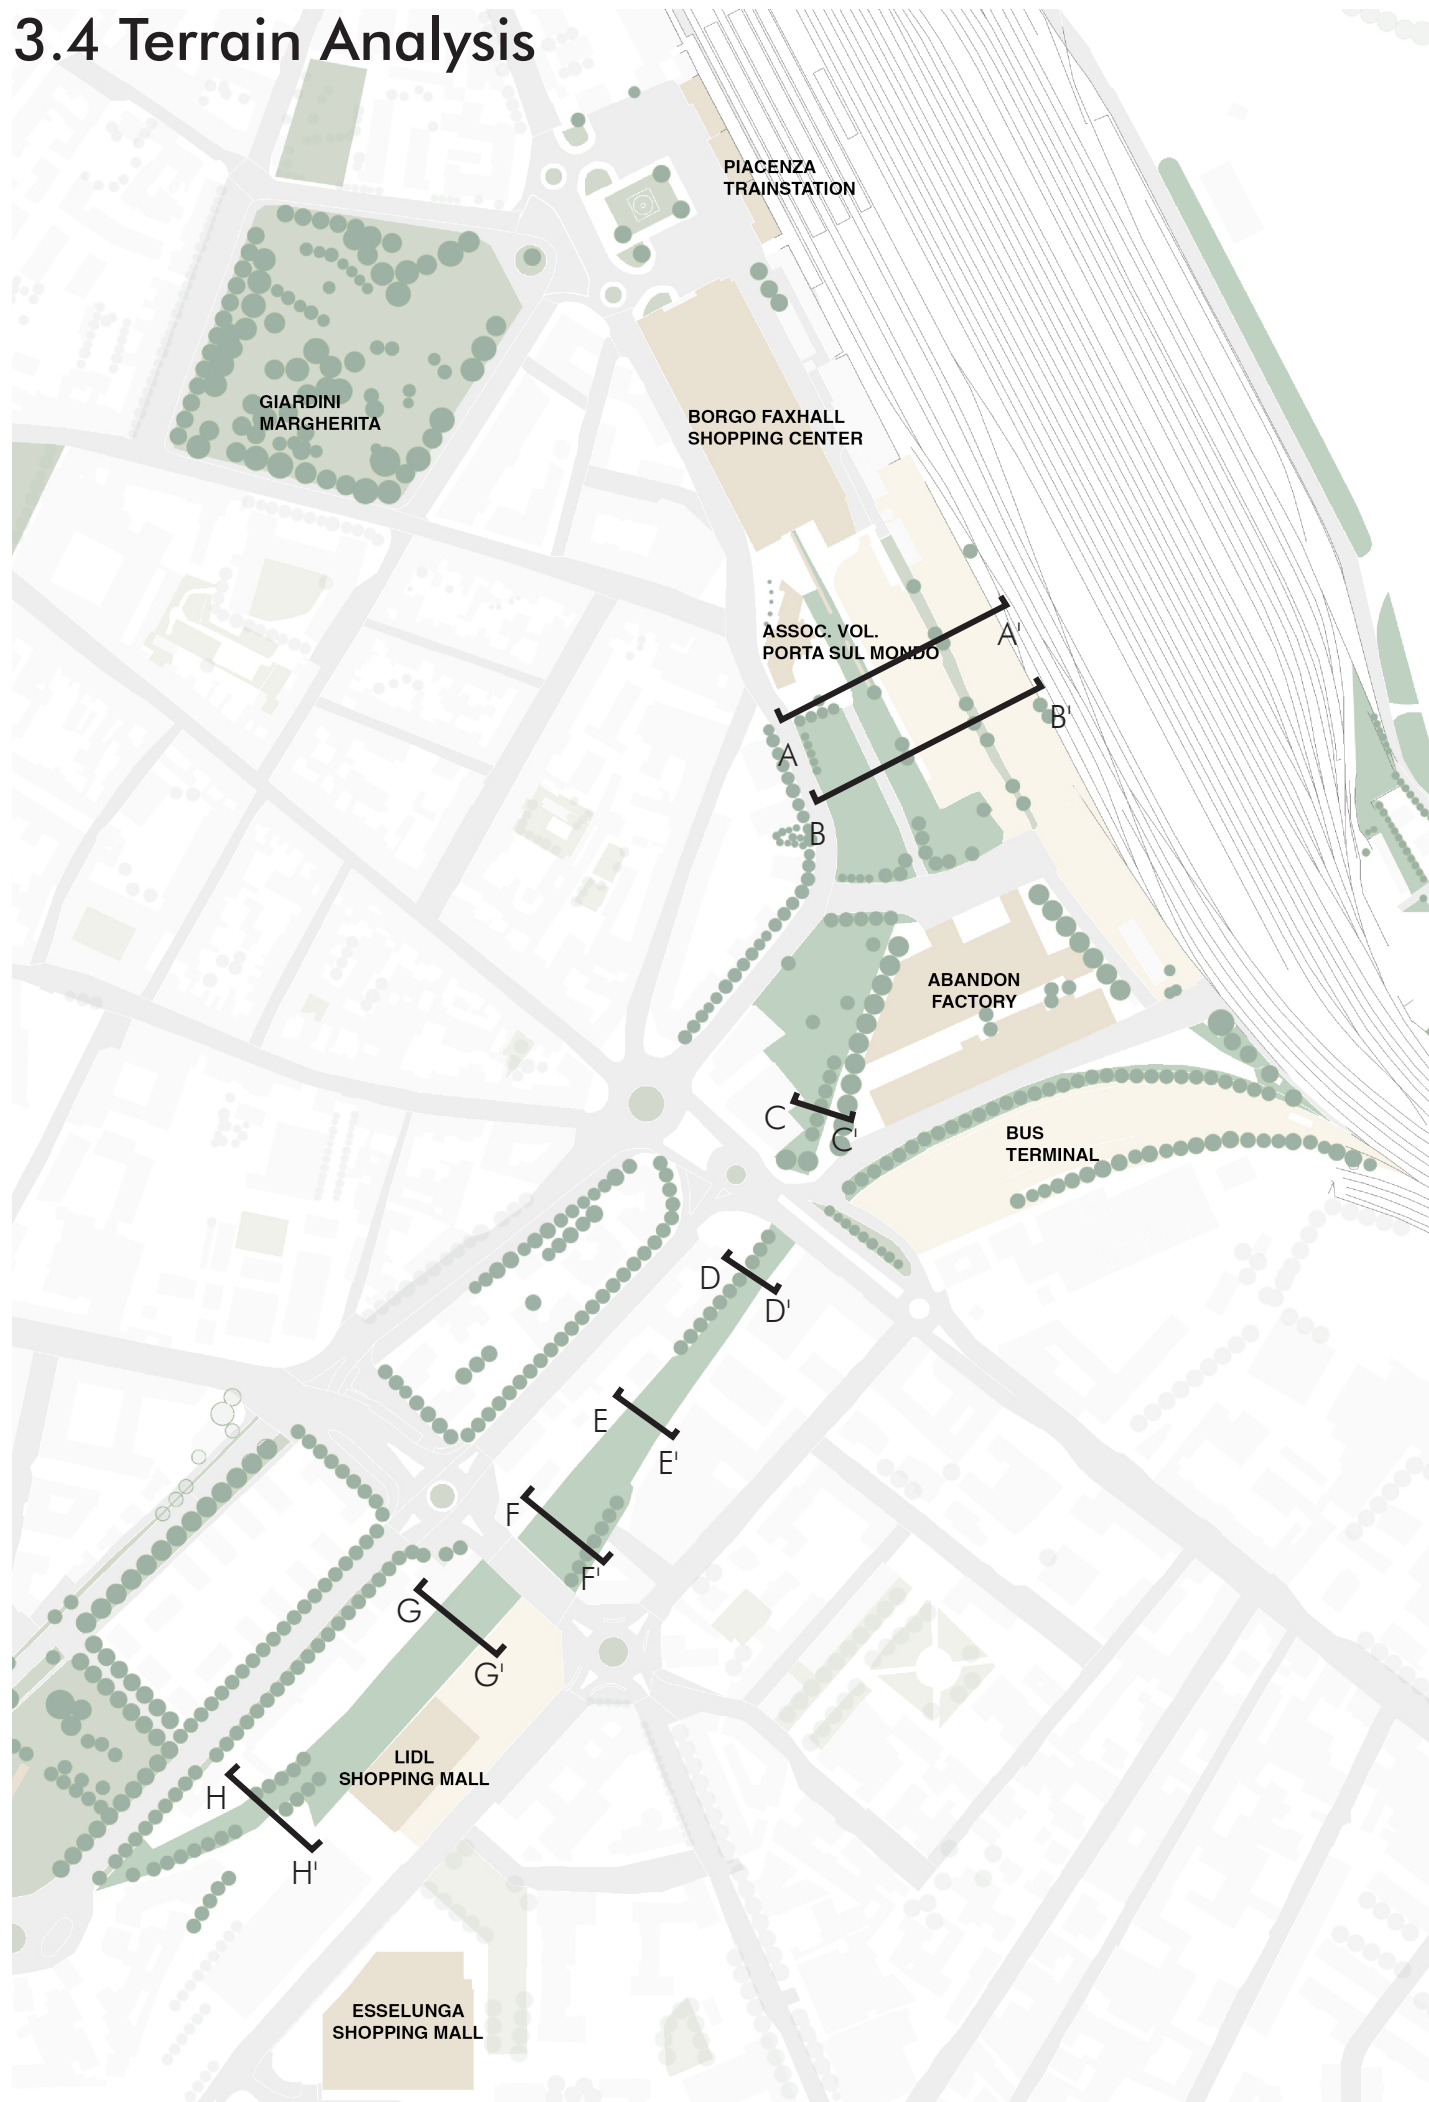 3.4 Terrain Analysis
PIACENZA
TRAINSTATION
GIARDINI
MARGHERITA
BORGO FAXHALL
SHOPPING CENTER
ASSOC. VOL.
PORTA SUL MONDO
A'
B'
A
B
ABANDON
FACTORY
C
C'
BUS
TERMINAL
D
D'
E
E'
F
F'
G
G'
LIDL
SHOPPING MALL
H
H'
ESSELUNGA
SHOPPING MALL